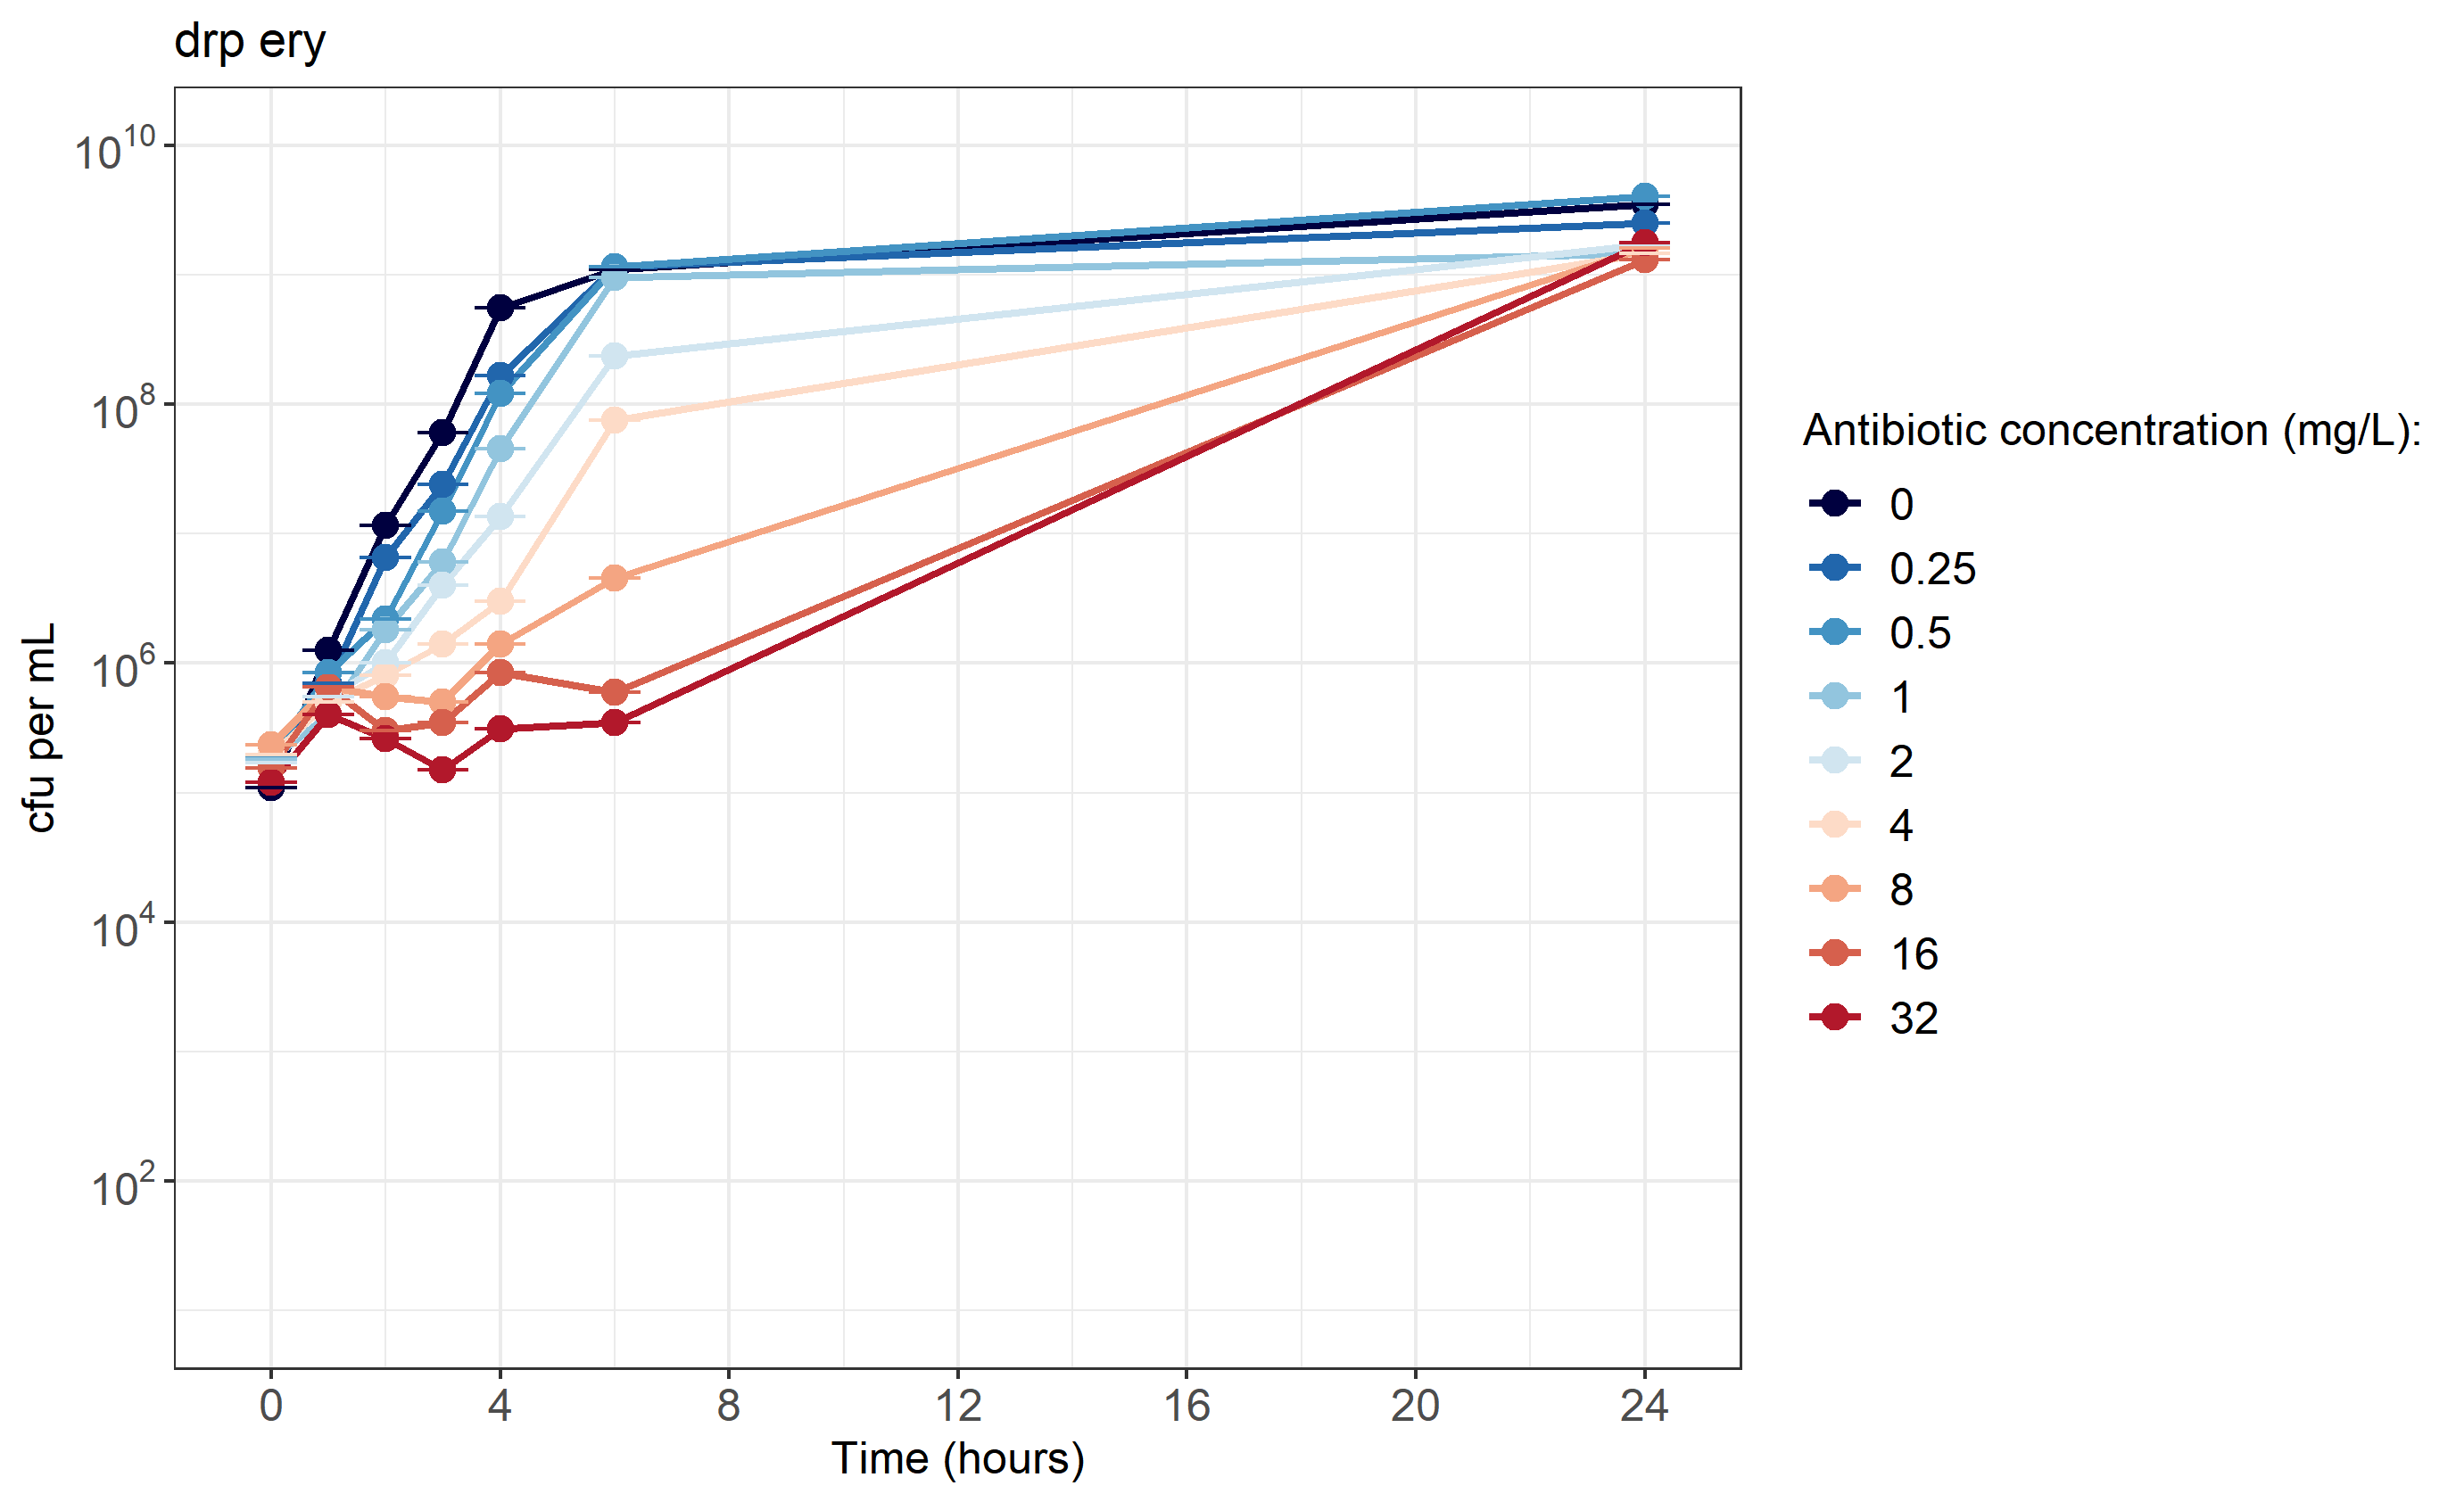 drp ery
10^10
10^8
10^6
10^4
10^2
cfu per mL
0 4 8 12 16 20 24
Time (hours)
Antibiotic concentration (mg/L):
0
0.25
0.5
1
2
4
8
16
32